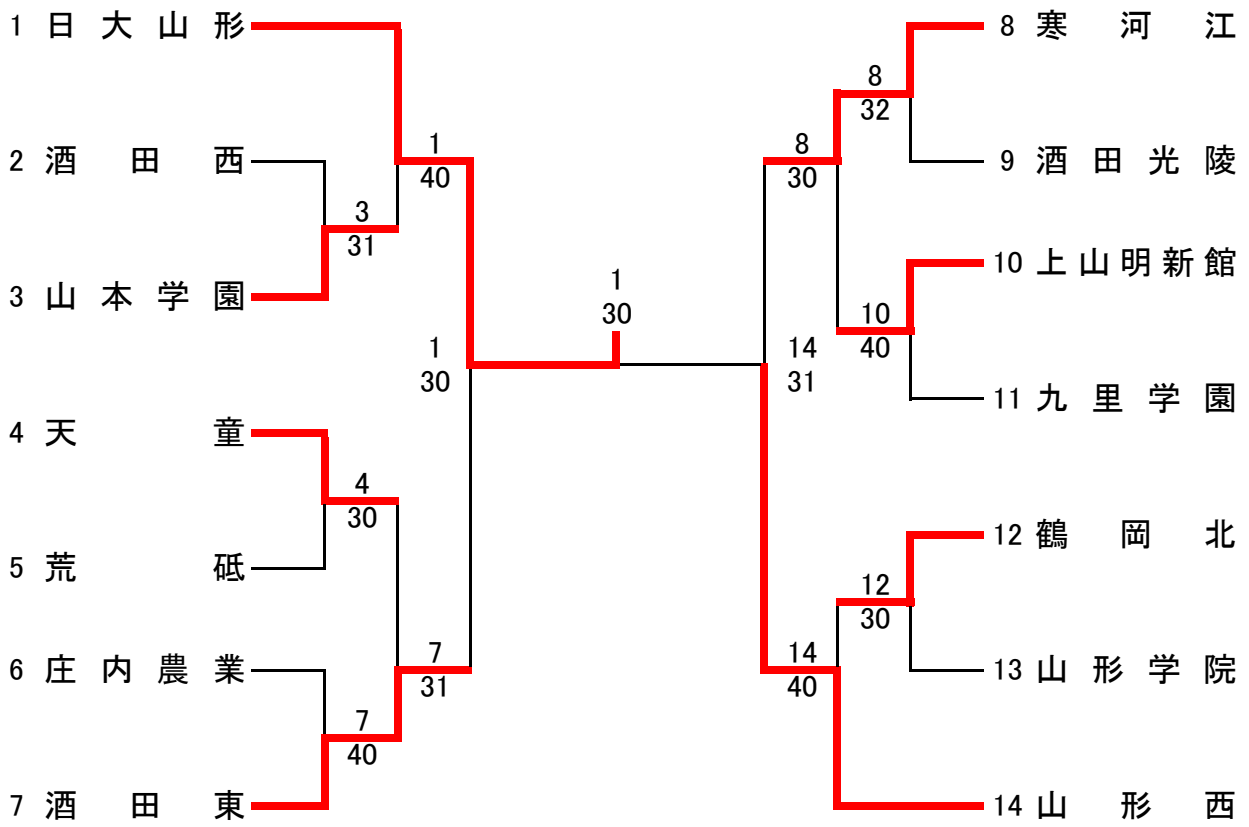 1 日大山形
2 酒田西
3 山本学園
4 天童
5 荒砥
6 庄内農業
7 酒田東
3
31
4
30
7
40
1
40
7
31
1
30
1
30
14
31
8
30
14
40
8
32
10
40
12
30
8 寒河江
9 酒田光陵
10 上山明新館
11 九里学園
12 鶴岡北
13 山形学院
14 山形西